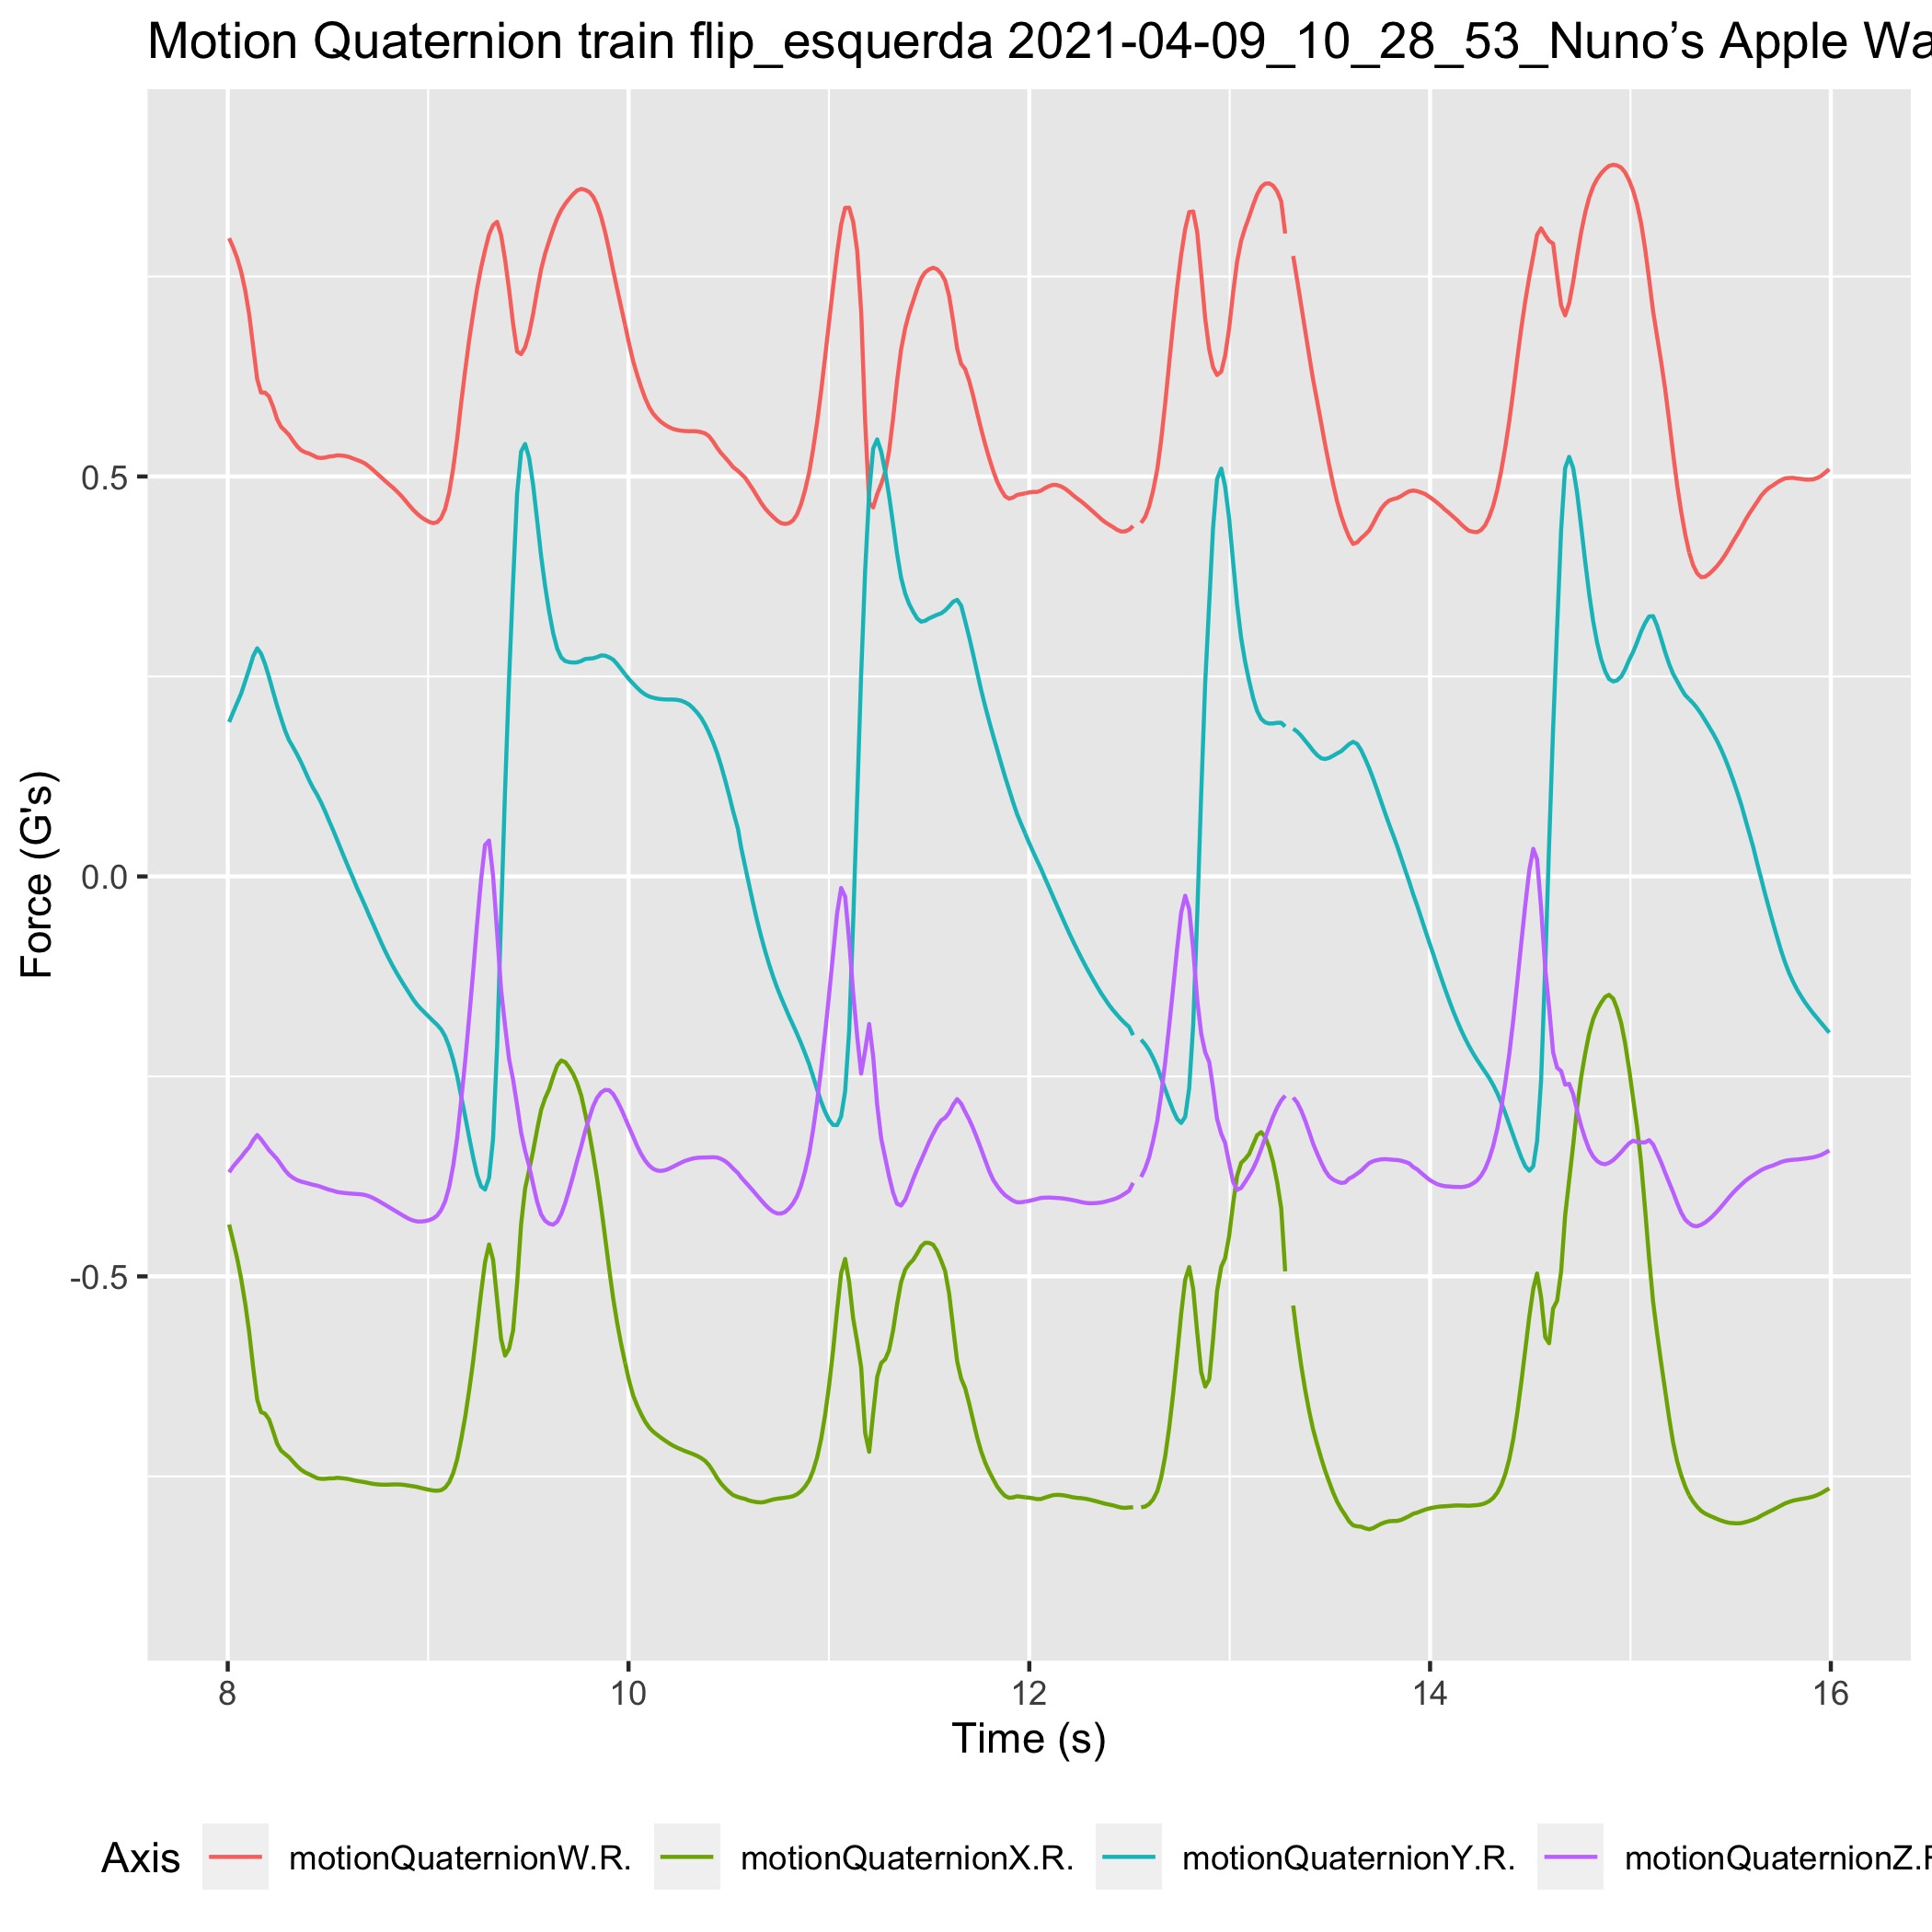 Motion Quaternion train flip_esquerda 2021-04-09_10_28_53_Nuno’s Apple Wa
0.5
0.0
-0.5
Force (G's)
8 10 12 14 16
Time (s)
Axis motionQuaternionW.R. motionQuaternionX.R. motionQuaternionY.R. motionQuaternionZ.R